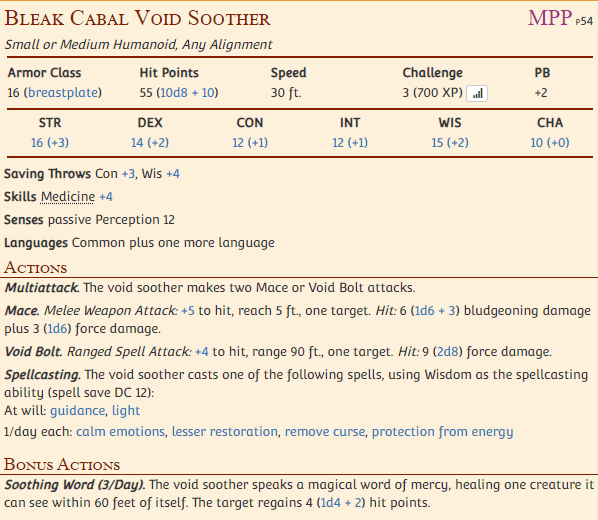 Bleak Cabal Void Soother MPP p54
Small or Medium Humanoid, Any Alignment
Armor Class Hit Points Speed Challenge PB
16 (breastplate) 55 (10d8 + 10) 30 ft. 3 (700 XP) +2
STR DEX CON INT WIS CHA
16 (+3) 14 (+2) 12 (+1) 12 (+1) 15 (+2) 10 (+0)
Saving Throws Con +3, Wis +4
Skills Medicine +4
Senses passive Perception 12
Languages Common plus one more language
Actions
Multiattack. The void soother makes two Mace or Void Bolt attacks.
Mace. Melee Weapon Attack: +5 to hit, reach 5 ft., one target. Hit: 6 (1d6 + 3) bludgeoning damage
plus 3 (1d6) force damage.
Void Bolt. Ranged Spell Attack: +4 to hit, range 90 ft., one target. Hit: 9 (2d8) force damage.
Spellcasting. The void soother casts one of the following spells, using Wisdom as the spellcasting
ability (spell save DC 12):
At will: guidance, light
1/day each: calm emotions, lesser restoration, remove curse, protection from energy
Bonus Actions
Soothing Word (3/Day). The void soother speaks a magical word of mercy, healing one creature it
can see within 60 feet of itself. The target regains 4 (1d4 + 2) hit points.